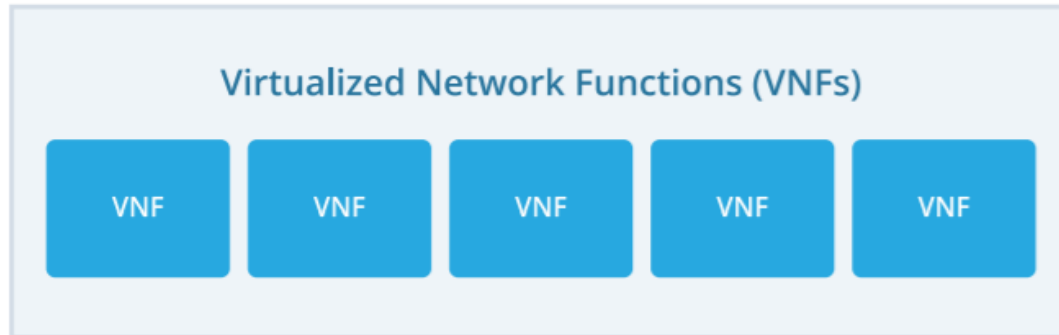 Virtualized Network Functions (VNFs)
VNF VNF VNF VNF VNF